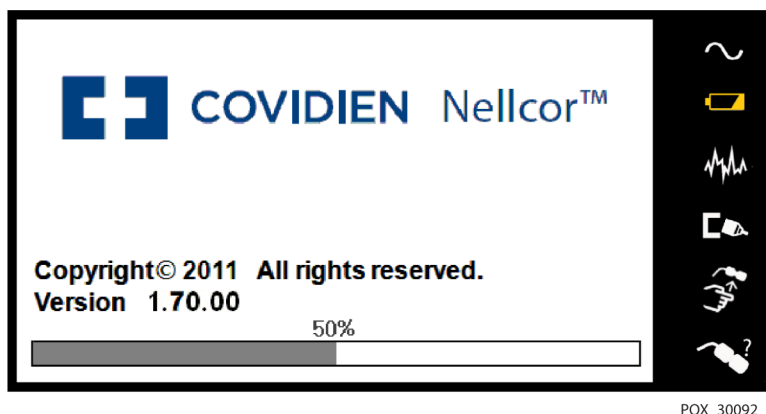 COVIDIEN Nellcor™
Copyright© 2011 All rights reserved.
Version 1.70.00
50%
?
POX_30092